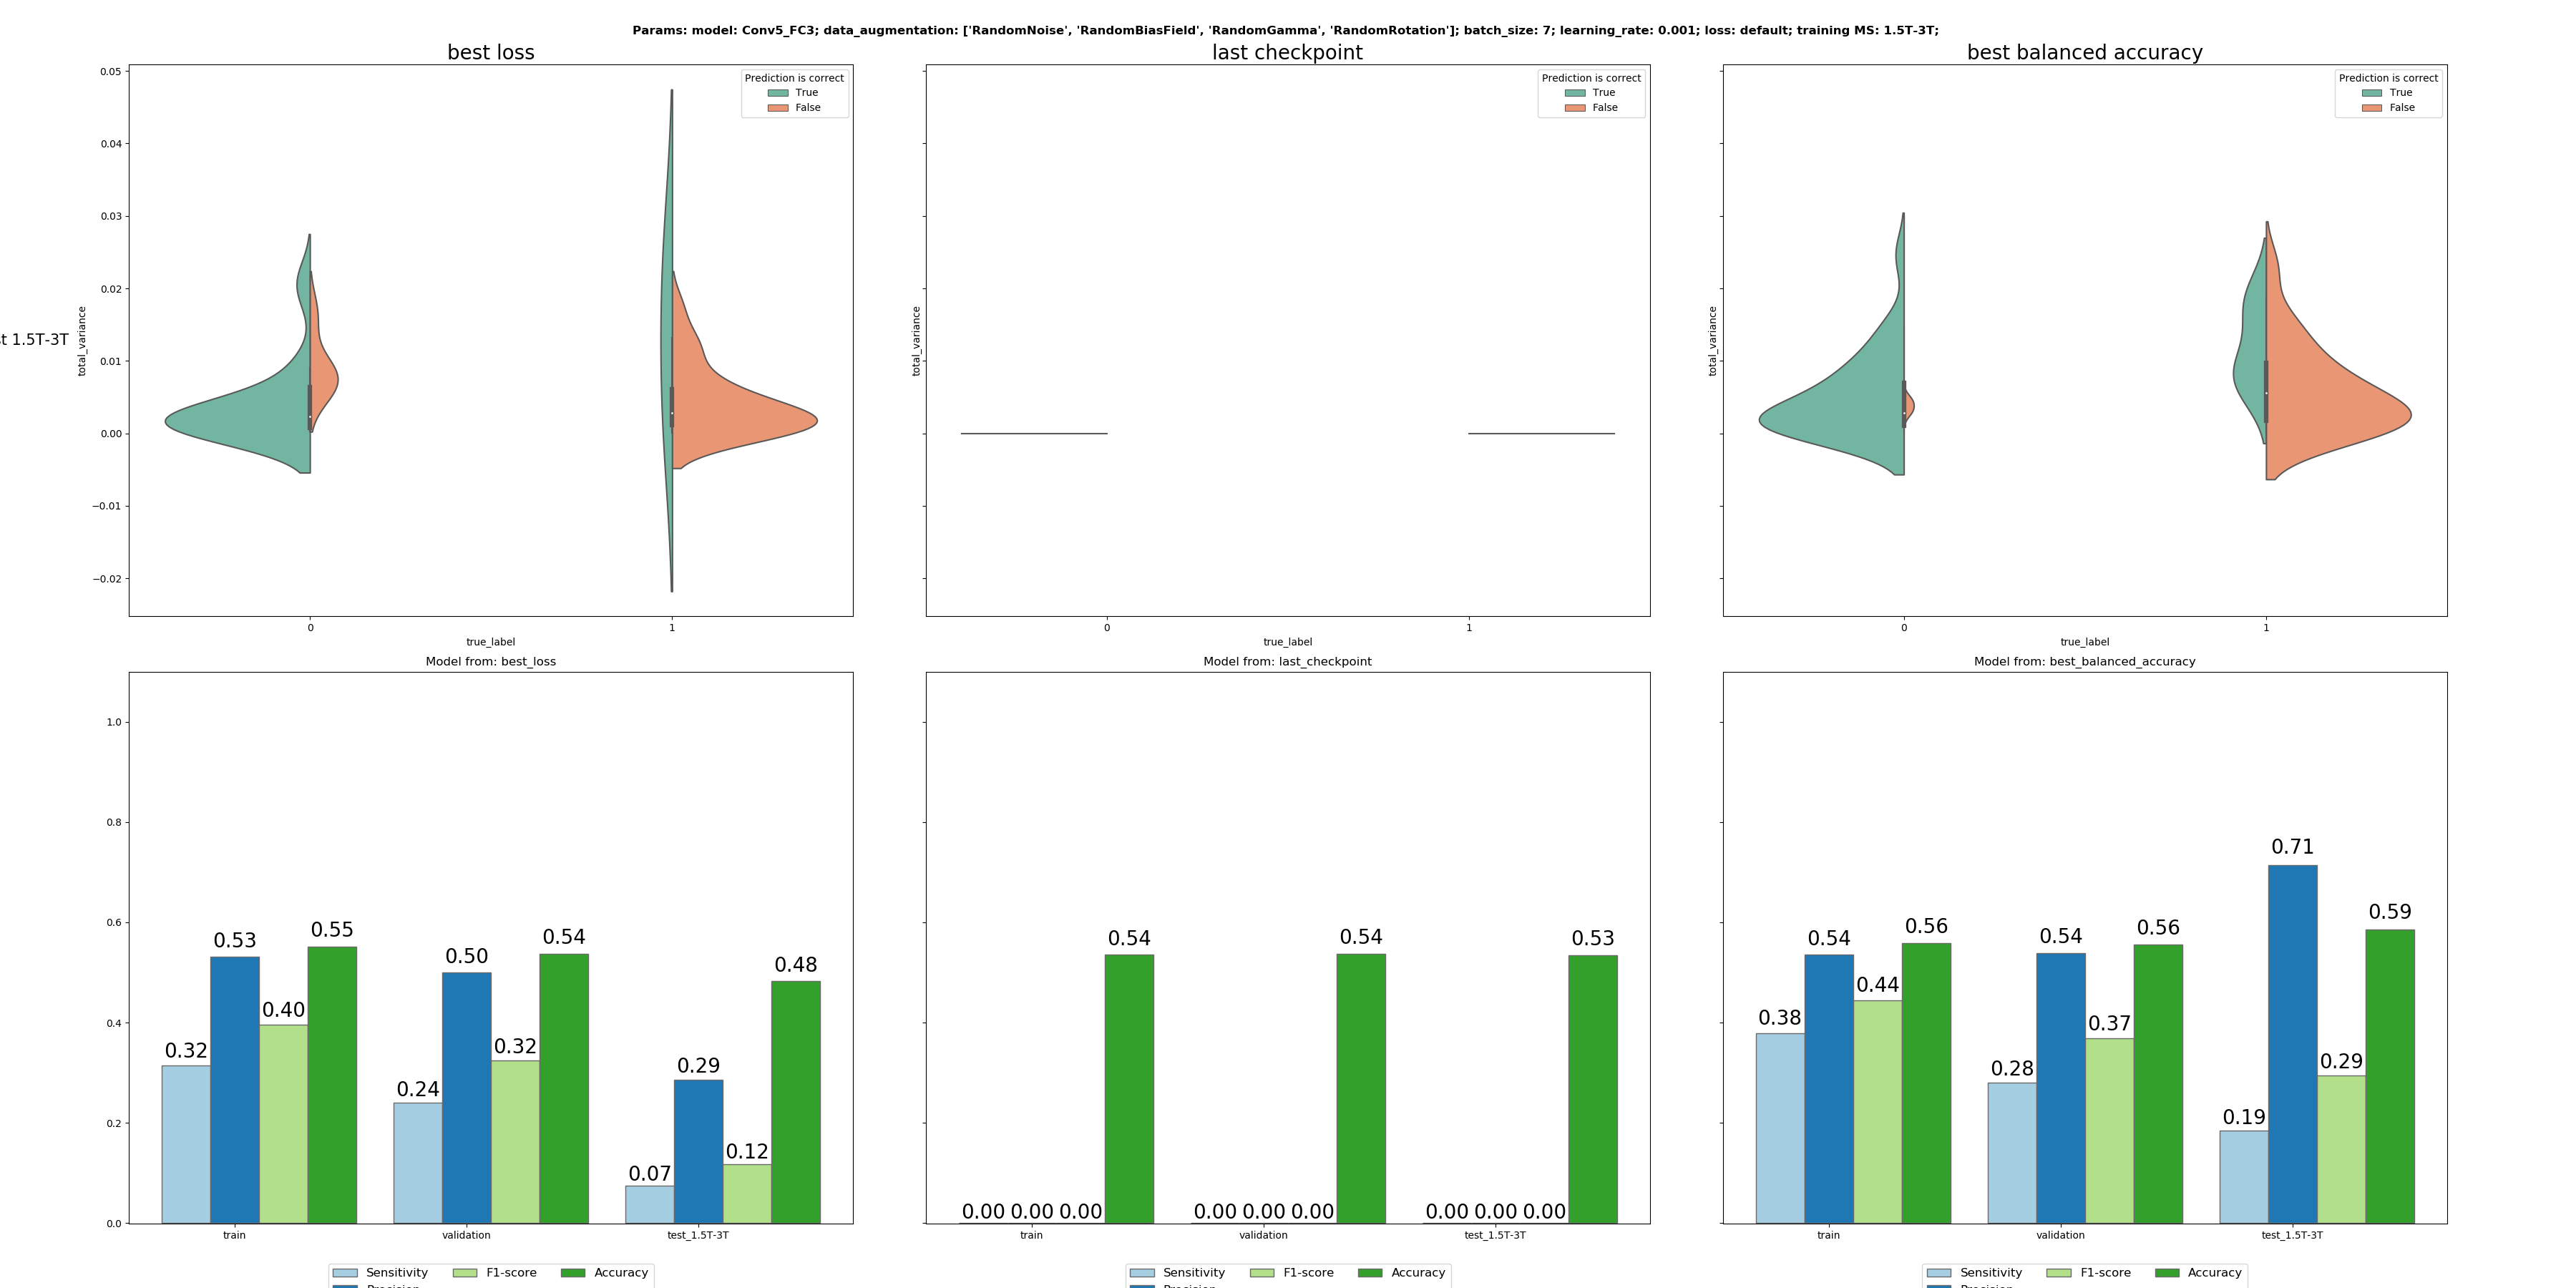 Params: model: Conv5_FC3; data_augmentation: ['RandomNoise', 'RandomBiasField', 'RandomGamma', 'RandomRotation']; batch_size: 7; learning_rate: 0.001; loss: default; training MS: 1.5T-3T;
best loss
last checkpoint
best balanced accuracy
0.05
0.04
0.03
0.02
0.01
0.00
−0.01
−0.02
1.5T-3T
total_variance
Prediction is correct
True
False
0
1
true_label
total_variance
Prediction is correct
True
False
0
1
true_label
total_variance
Prediction is correct
True
False
0
1
true_label
Model from: best_loss
1.0
0.8
0.6
0.4
0.2
0.0
0.32
0.53
0.40
0.55
0.24
0.50
0.32
0.54
0.07
0.29
0.12
0.48
train
validation
test_1.5T-3T
Sensitivity
F1-score
Accuracy
Precision
Model from: last_checkpoint
0.00 0.00 0.00
0.54
0.00 0.00 0.00
0.54
0.00 0.00 0.00
0.53
train
validation
test_1.5T-3T
Sensitivity
F1-score
Accuracy
Precision
Model from: best_balanced_accuracy
0.38
0.54
0.44
0.56
0.28
0.54
0.37
0.56
0.19
0.71
0.29
0.59
train
validation
test_1.5T-3T
Sensitivity
F1-score
Accuracy
Precision